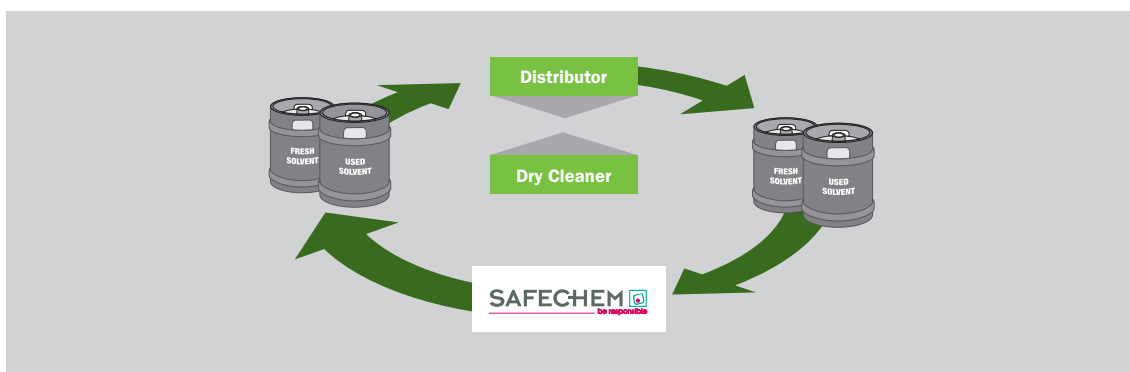 Distributor
FRESH
SOLVENT
USED
SOLVENT
Dry Cleaner
FRESH
SOLVENT
USED
SOLVENT
SAFECHEM
be responsible